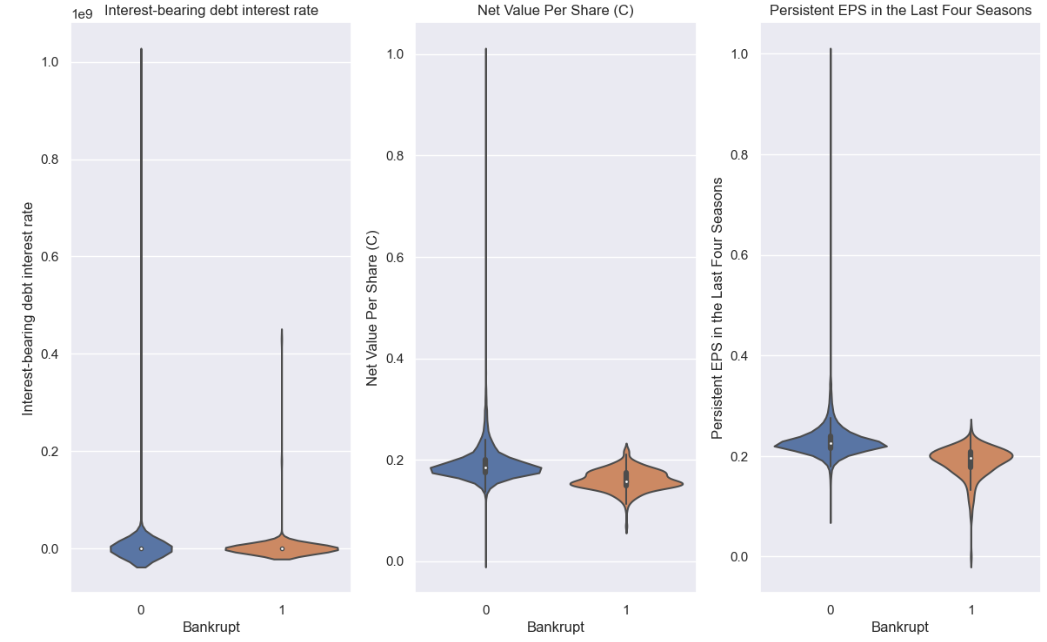 Interest-bearing debt interest rate
1e9
1.0
0.8
0.6
0.4
0.2
0.0
Interest-bearing debt interest rate
0 1
Bankrupt
Net Value Per Share (C)
1.0
0.8
0.6
0.4
0.2
0.0
Net Value Per Share (C)
0 1
Bankrupt
Persistent EPS in the Last Four Seasons
1.0
0.8
0.6
0.4
0.2
0.0
Persistent EPS in the Last Four Seasons
0 1
Bankrupt